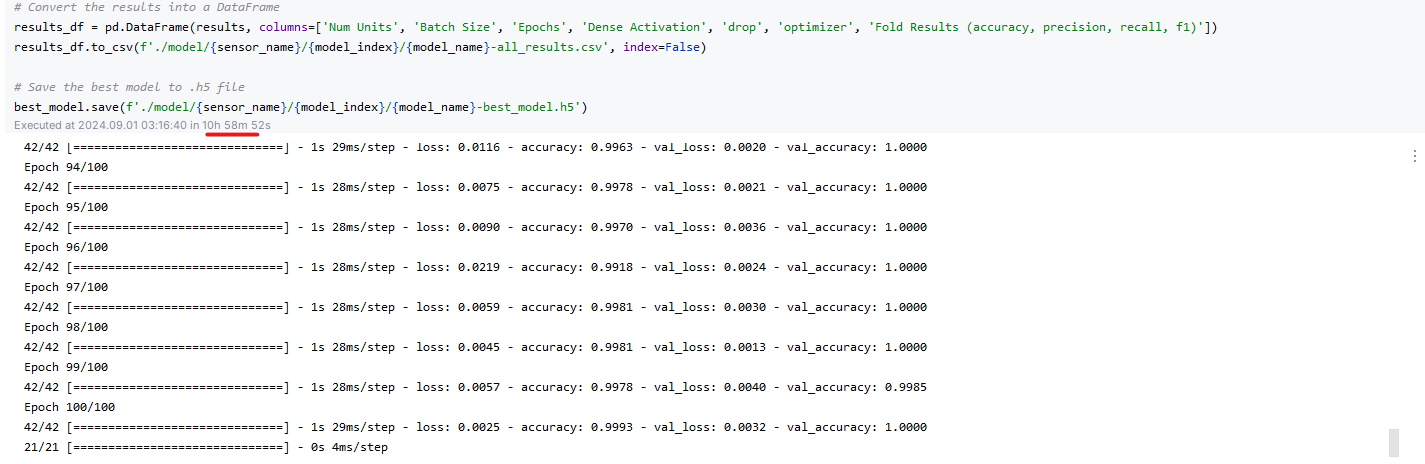 # Convert the results into a DataFrame
results_df = pd.DataFrame(results, columns=['Num Units', 'Batch Size', 'Epochs', 'Dense Activation', 'drop', 'optimizer', 'Fold Results (accuracy, precision, recall, f1)'])
results_df.to_csv(f'./model/{sensor_name}/{model_index}/{model_name}-all_results.csv', index=False)
# Save the best model to .h5 file
best_model.save(f'./model/{sensor_name}/{model_index}/{model_name}-best_model.h5')
Executed at 2024.09.01 03:16:40 in 10h 58m 52s
42/42 [==============================] - 1s 29ms/step - loss: 0.0116 - accuracy: 0.9963 - val_loss: 0.0020 - val_accuracy: 1.0000
Epoch 94/100
42/42 [==============================] - 1s 28ms/step - loss: 0.0075 - accuracy: 0.9978 - val_loss: 0.0021 - val_accuracy: 1.0000
Epoch 95/100
42/42 [==============================] - 1s 28ms/step - loss: 0.0090 - accuracy: 0.9970 - val_loss: 0.0036 - val_accuracy: 1.0000
Epoch 96/100
42/42 [==============================] - 1s 28ms/step - loss: 0.0219 - accuracy: 0.9918 - val_loss: 0.0024 - val_accuracy: 1.0000
Epoch 97/100
42/42 [==============================] - 1s 28ms/step - loss: 0.0059 - accuracy: 0.9981 - val_loss: 0.0030 - val_accuracy: 1.0000
Epoch 98/100
42/42 [==============================] - 1s 28ms/step - loss: 0.0045 - accuracy: 0.9981 - val_loss: 0.0013 - val_accuracy: 1.0000
Epoch 99/100
42/42 [==============================] - 1s 28ms/step - loss: 0.0057 - accuracy: 0.9978 - val_loss: 0.0040 - val_accuracy: 0.9985
Epoch 100/100
42/42 [==============================] - 1s 29ms/step - loss: 0.0025 - accuracy: 0.9993 - val_loss: 0.0032 - val_accuracy: 1.0000
21/21 [==============================] - 0s 4ms/step